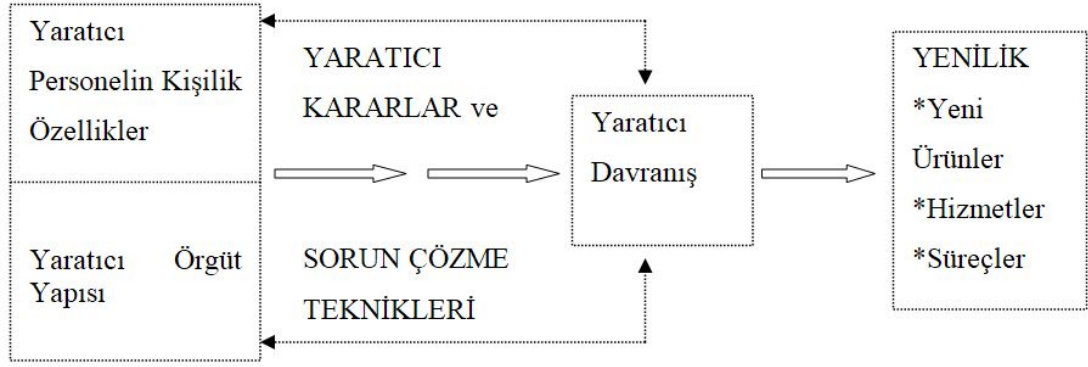 Yaratıcı
Personelin Kişilik
Özellikler
Yaratıcı Örgüt
Yapısı
YARATICI
KARARLAR ve
SORUN ÇÖZME
TEKNİKLERİ
Yaratıcı
Davranış
YENİLİK
*Yeni
Ürünler
*Hizmetler
*Süreçler